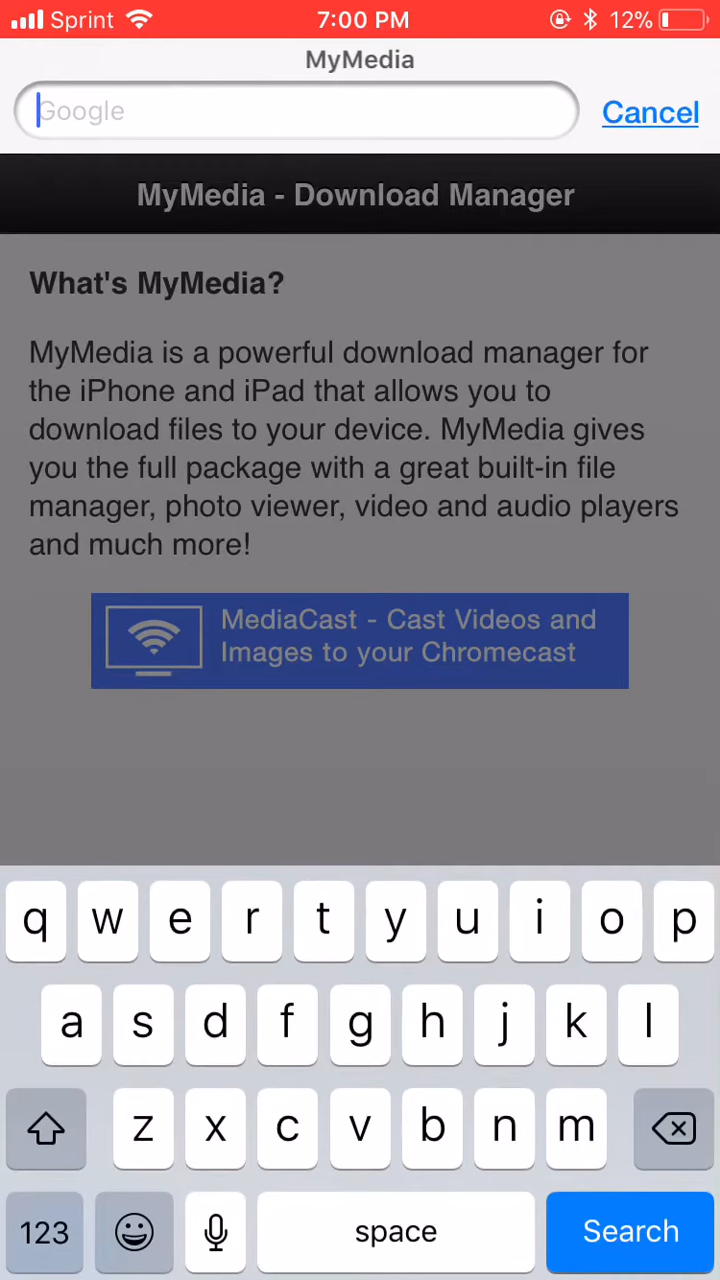 Sprint 7:00 PM 12%
MyMedia
Google Cancel
MyMedia - Download Manager
What's MyMedia?
MyMedia is a powerful download manager for
the iPhone and iPad that allows you to
download files to your device. MyMedia gives
you the full package with a great built-in file
manager, photo viewer, video and audio players
and much more!
MediaCast - Cast Videos and
Images to your Chromecast
q w e r t y u i o p
a s d f g h j k l
z x c v b n m
123 space Search